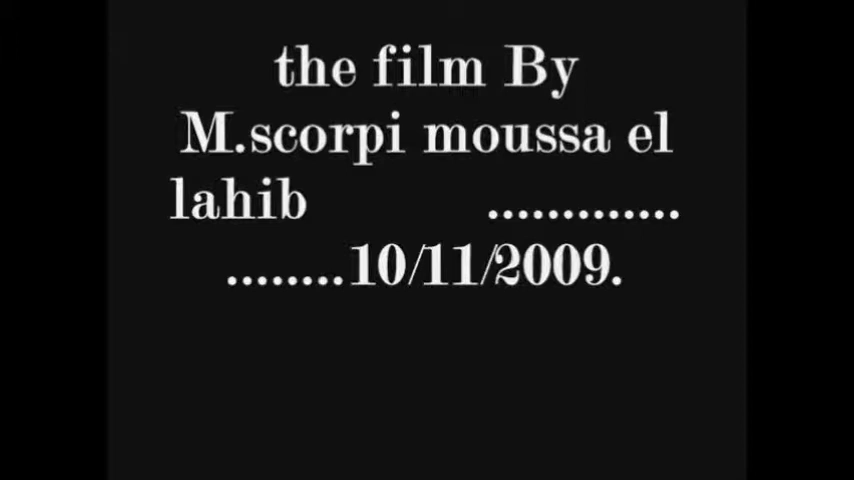 the film By
M.scorpi moussa el
lahib .............
........10/11/2009.